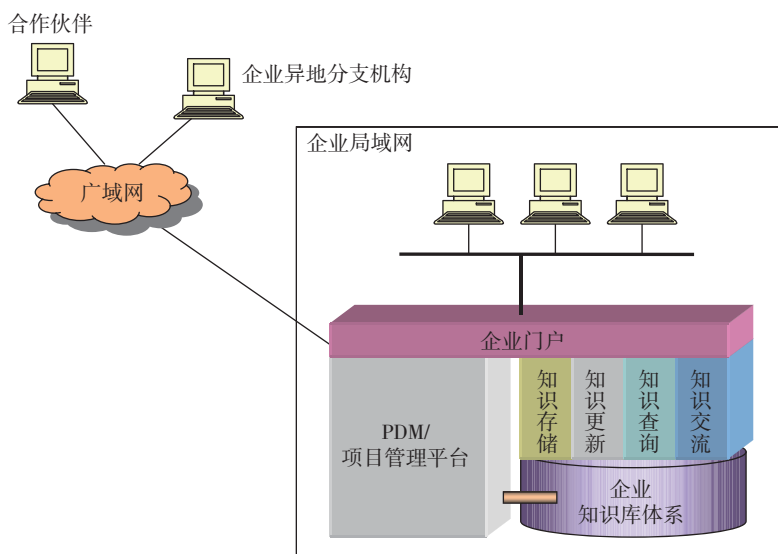 合作伙伴
企业异地分支机构
企业局域网
广域网
企业门户
知识存储
知识更新
知识查询
知识交流
PDM/
项目管理平台
企业
知识库体系